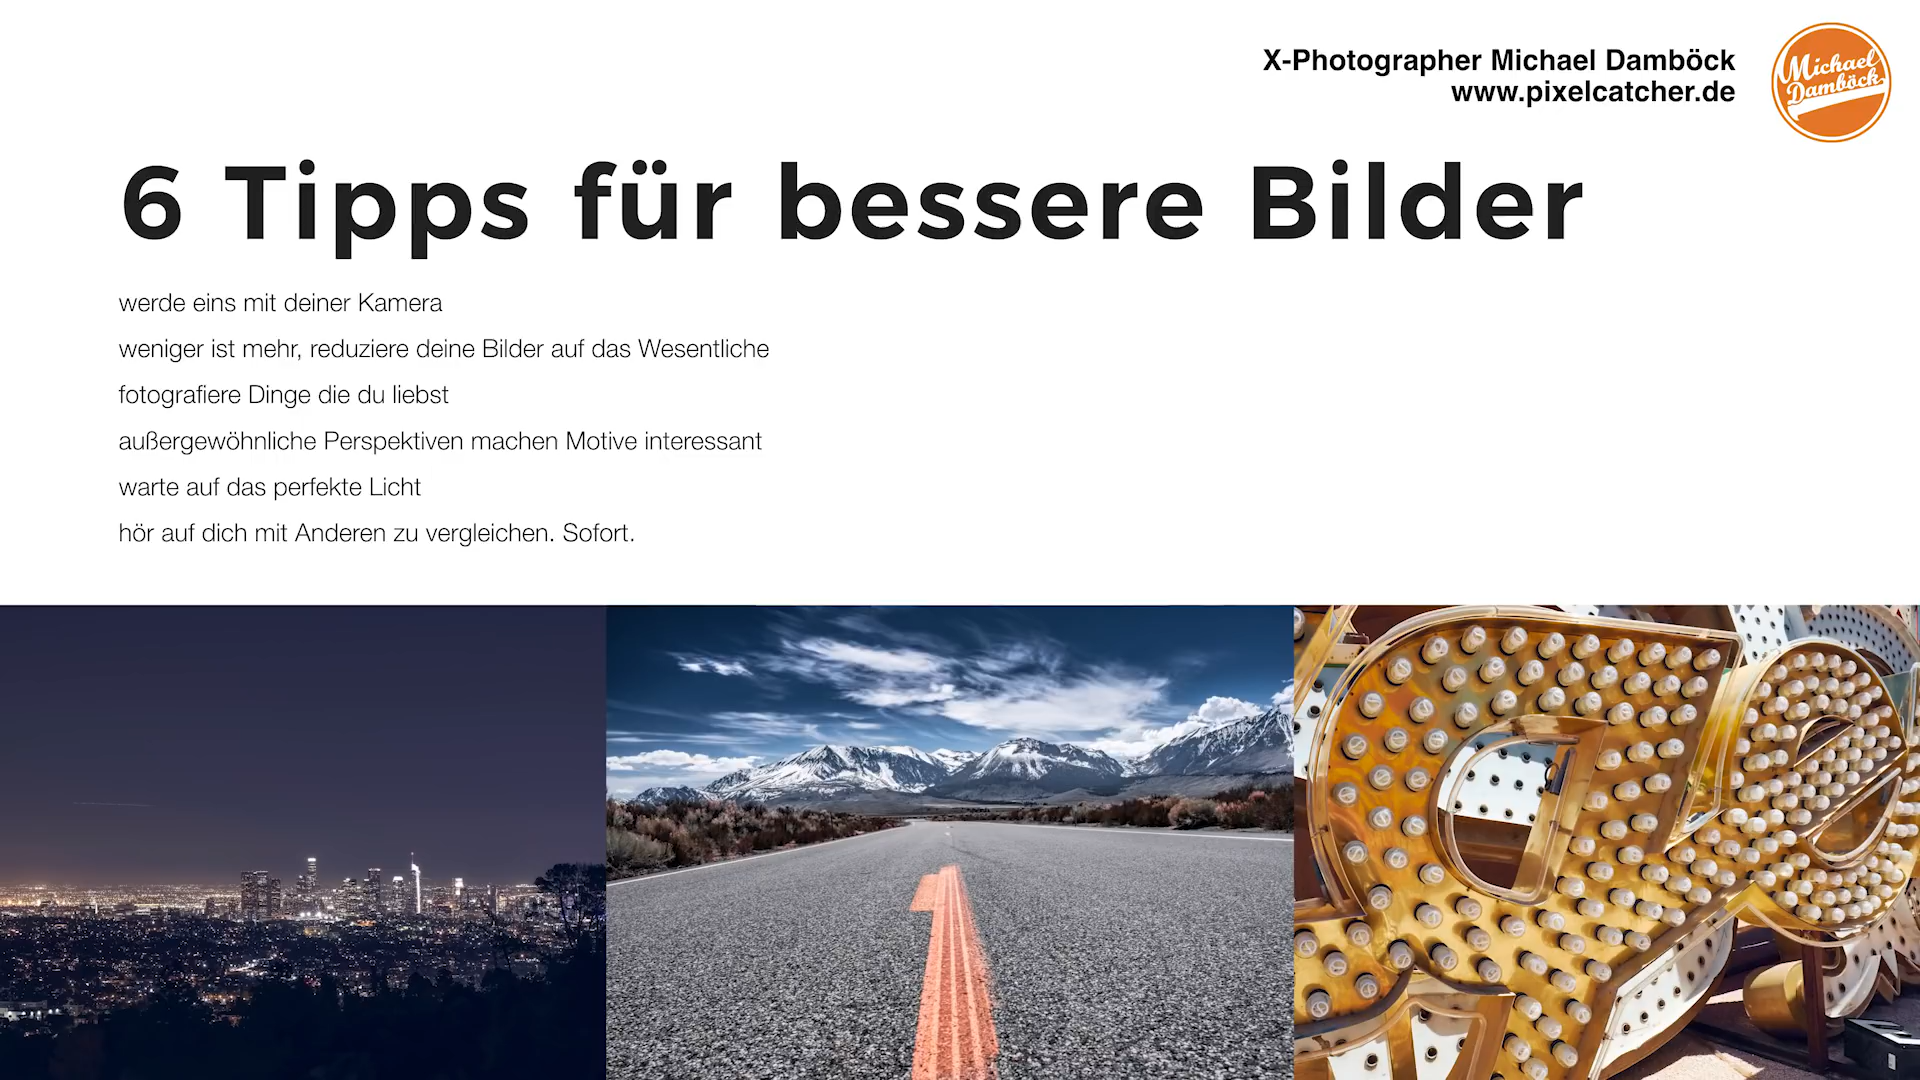 X-Photographer Michael Damböck
www.pixelcatcher.de
Michael
Damböck
6 Tipps für bessere Bilder
werde eins mit deiner Kamera
weniger ist mehr, reduziere deine Bilder auf das Wesentliche
fotografiere Dinge die du liebst
außergewöhnliche Perspektiven machen Motive interessant
warte auf das perfekte Licht
hör auf dich mit Anderen zu vergleichen. Sofort.